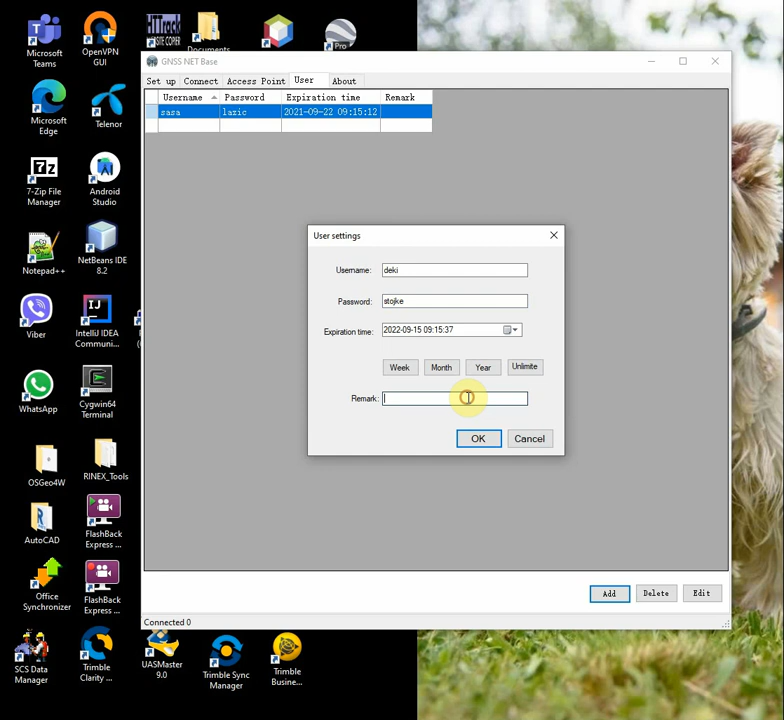 Microsoft Teams
OpenVPN GUI
HTTrack
SITE COPIER
Documents
Pro
GNSS NET Base
Set up Connect Access Point User About
Username Password Expiration time Remark
sasa lazic 2021-09-22 09:15:12
Microsoft Edge
Telenor
7-Zip File Manager
Android Studio
Notepad++
NetBeans IDE 8.2
Viber
IntelliJ IDEA Communi...
WhatsApp
Cygwin64 Terminal
OSGeo4W
RINEX_Tools
AutoCAD
FlashBack Express ...
Office Synchronizer
FlashBack Express ...
SCS Data Manager
Trimble Clarity ...
UASMaster 9.0
Trimble Sync Manager
Trimble Busine...
User settings
Username: deki
Password: stojke
Expiration time: 2022-09-15 09:15:37
Week Month Year Unlimite
Remark:
OK Cancel
Add Delete Edit
Connected 0